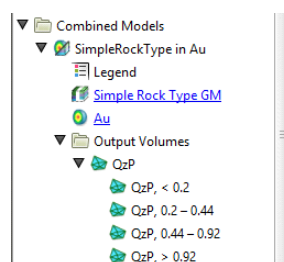 Combined Models
SimpleRockType in Au
Legend
Simple Rock Type GM
Au
Output Volumes
QzP
QzP, < 0.2
QzP, 0.2 – 0.44
QzP, 0.44 – 0.92
QzP, > 0.92